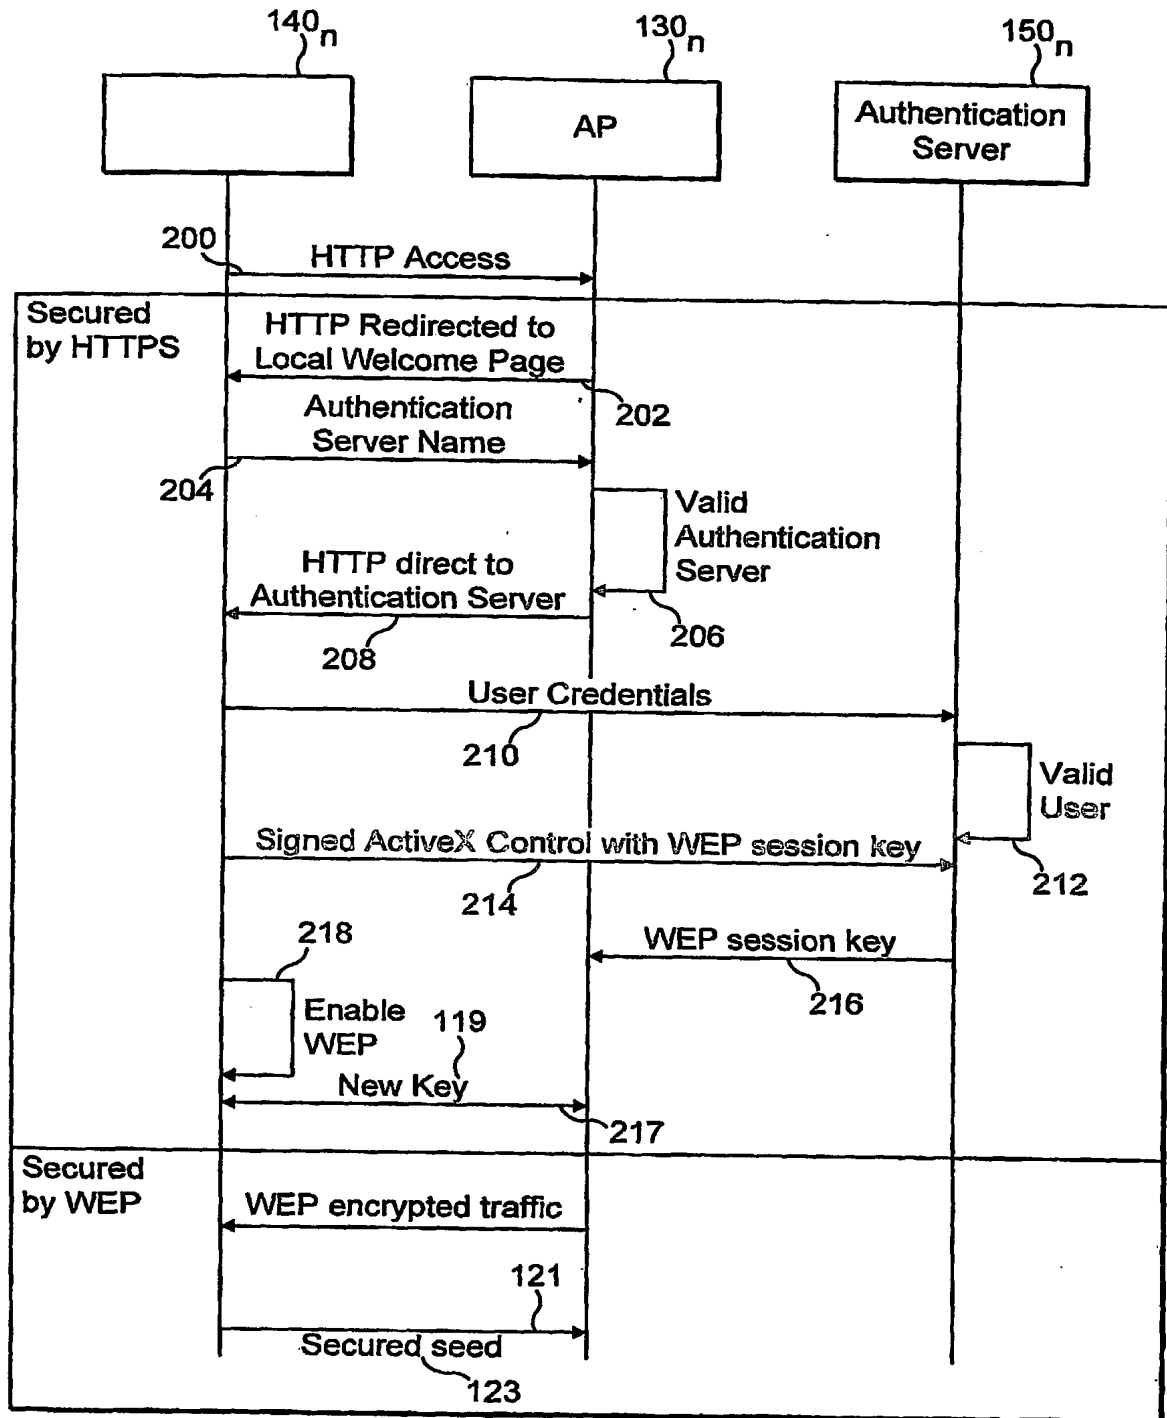 140n
130n
150n
AP
Authentication
Server
200
HTTP Access
Secured
by HTTPS
HTTP Redirected to
Local Welcome Page
202
Authentication
Server Name
204
Valid
Authentication
Server
206
HTTP direct to
Authentication Server
208
User Credentials
210
Valid
User
212
Signed ActiveX Control with WEP session key
214
WEP session key
216
218
Enable
WEP
119
New Key
217
Secured
by WEP
WEP encrypted traffic
121
Secured seed
123